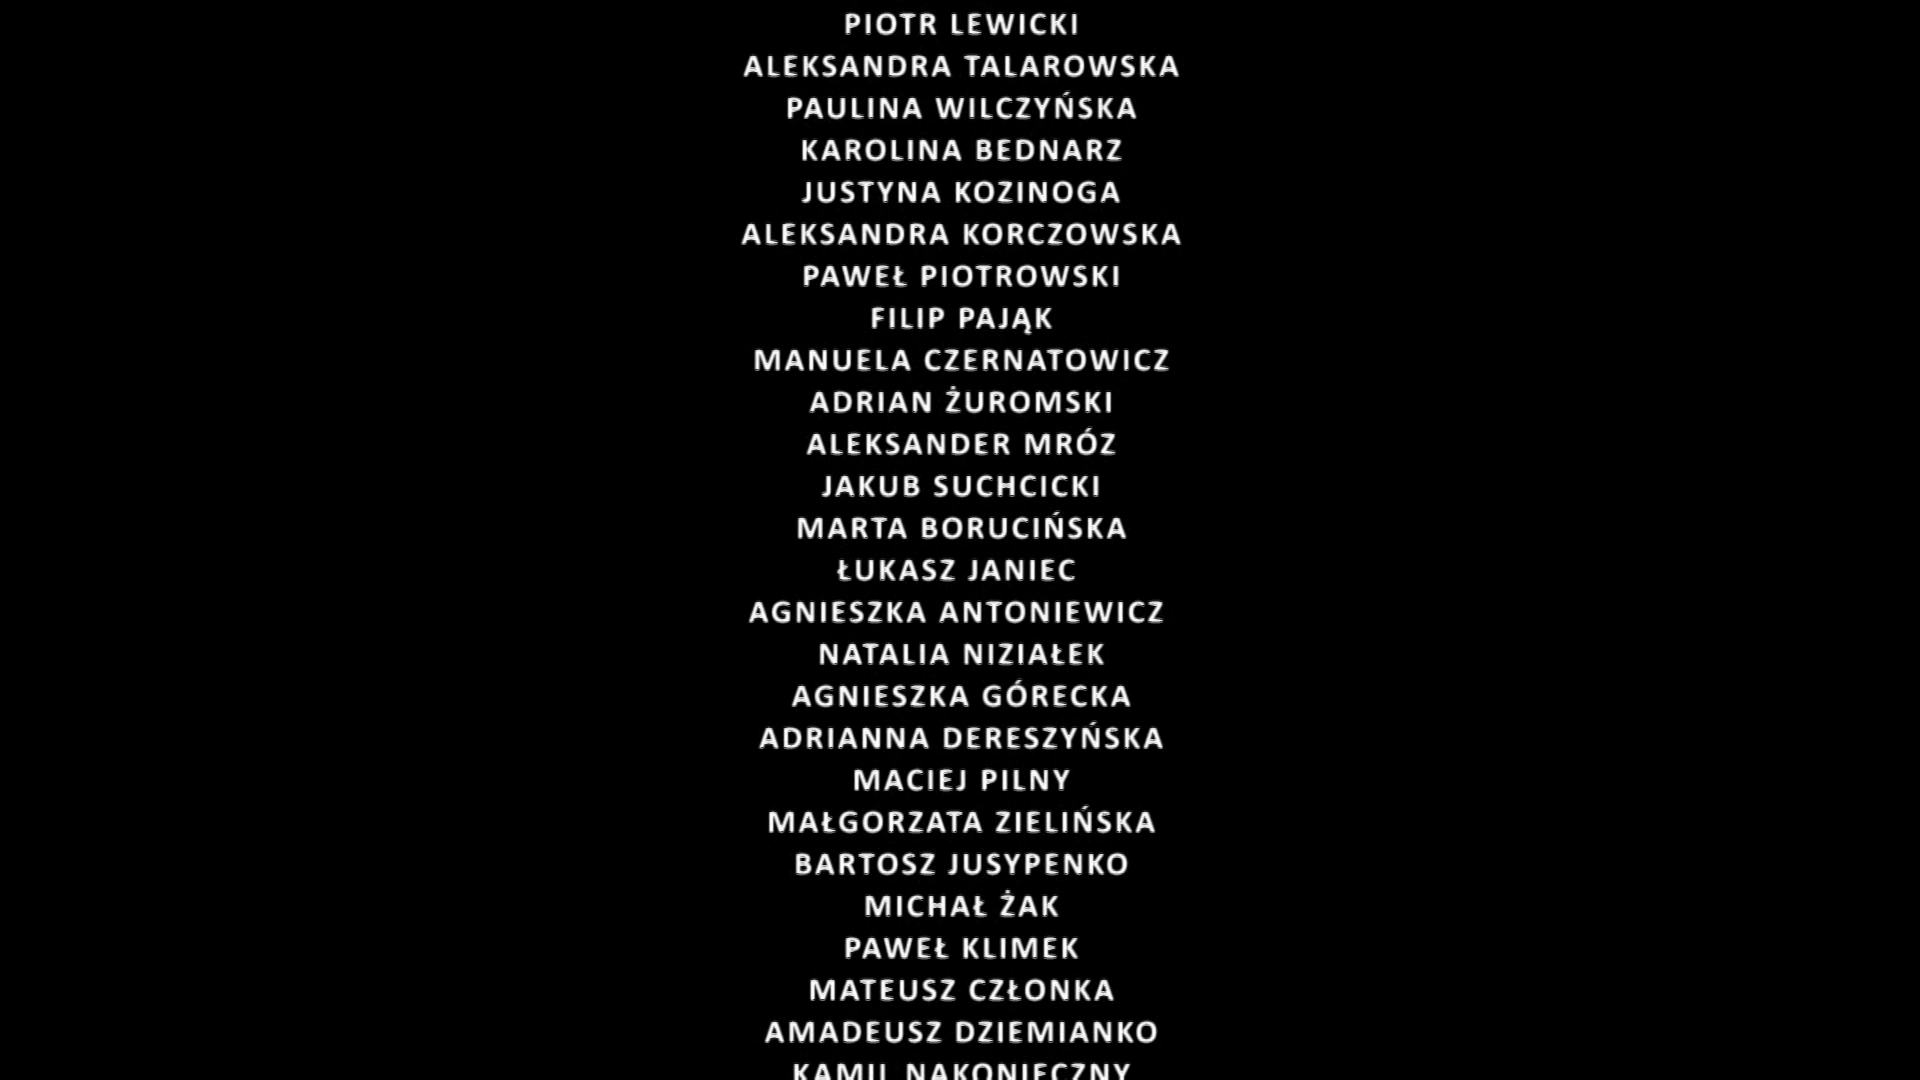 PIOTR LEWICKI
ALEKSANDRA TALAROWSKA
PAULINA WILCZYŃSKA
KAROLINA BEDNARZ
JUSTYNA KOZINOGA
ALEKSANDRA KORCZOWSKA
PAWEŁ PIOTROWSKI
FILIP PAJĄK
MANUELA CZERNATOWICZ
ADRIAN ŻUROMSKI
ALEKSANDER MRÓZ
JAKUB SUCHCICKI
MARTA BORUCIŃSKA
ŁUKASZ JANIEC
AGNIESZKA ANTONIEWICZ
NATALIA NIZIAŁEK
AGNIESZKA GÓRECKA
ADRIANNA DERESZYŃSKA
MACIEJ PILNY
MAŁGORZATA ZIELIŃSKA
BARTOSZ JUSYPENKO
MICHAŁ ŻAK
PAWEŁ KLIMEK
MATEUSZ CZŁONKA
AMADEUSZ DZIEMIANKO
KAMIL NAKONIECZNY